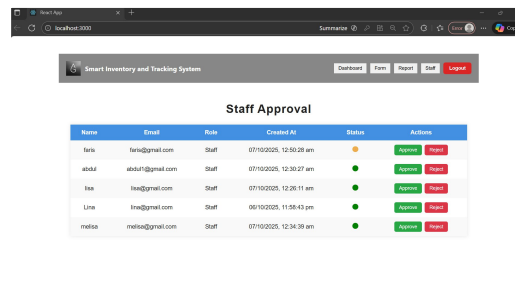 React App
localhost:3000
Summarize
Error
Smart Inventory and Tracking System
Dashboard Form Report Staff Logout
Staff Approval
Name Email Role Created At Status Actions
faris faris@gmail.com Staff 07/10/2025, 12:50:28 am Approve Reject
abdul abdul1@gmail.com Staff 07/10/2025, 12:30:27 am Approve Reject
lisa lisa@gmail.com Staff 07/10/2025, 12:26:11 am Approve Reject
Lina lina@gmail.com Staff 06/10/2025, 11:58:43 pm Approve Reject
melisa melisa@gmail.com Staff 07/10/2025, 12:34:39 am Approve Reject